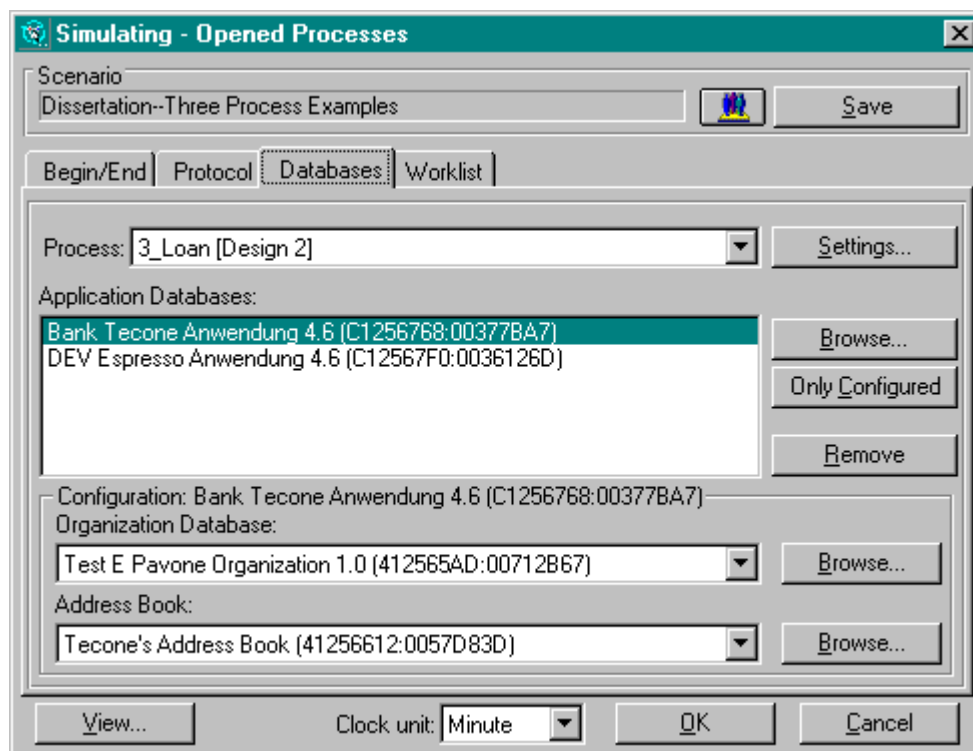 Simulating - Opened Processes
Scenario
Dissertation--Three Process Examples
Save
Begin/End Protocol Databases Worklist
Process: 3_Loan [Design 2] Settings...
Application Databases:
Bank Tecone Anwendung 4.6 (C1256768:00377BA7)
DEV Espresso Anwendung 4.6 (C12567F0:0036126D)
Browse...
Only Configured
Remove
Configuration: Bank Tecone Anwendung 4.6 (C1256768:00377BA7)
Organization Database:
Test E Pavone Organization 1.0 (412565AD:00712B67) Browse...
Address Book:
Tecone's Address Book (41256612:0057D83D) Browse...
View... Clock unit: Minute OK Cancel